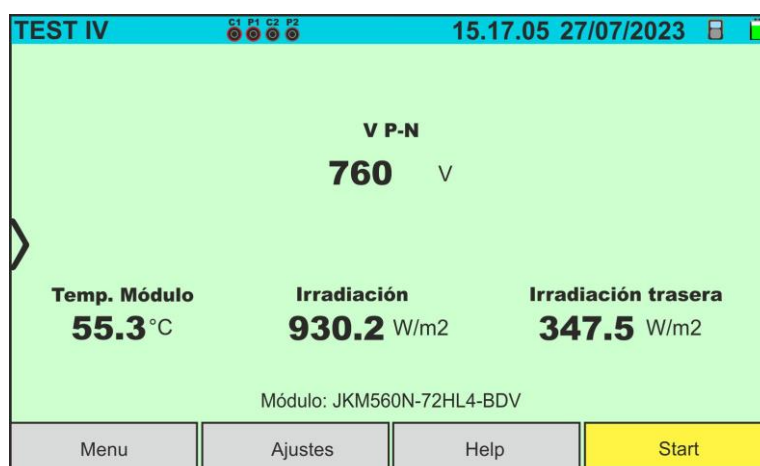 TEST IV C1 P1 C2 P2 15.17.05 27/07/2023
V P-N
760 V
Temp. Módulo Irradiación Irradiación trasera
55.3 °C 930.2 W/m2 347.5 W/m2
Módulo: JKM560N-72HL4-BDV
Menu Ajustes Help Start